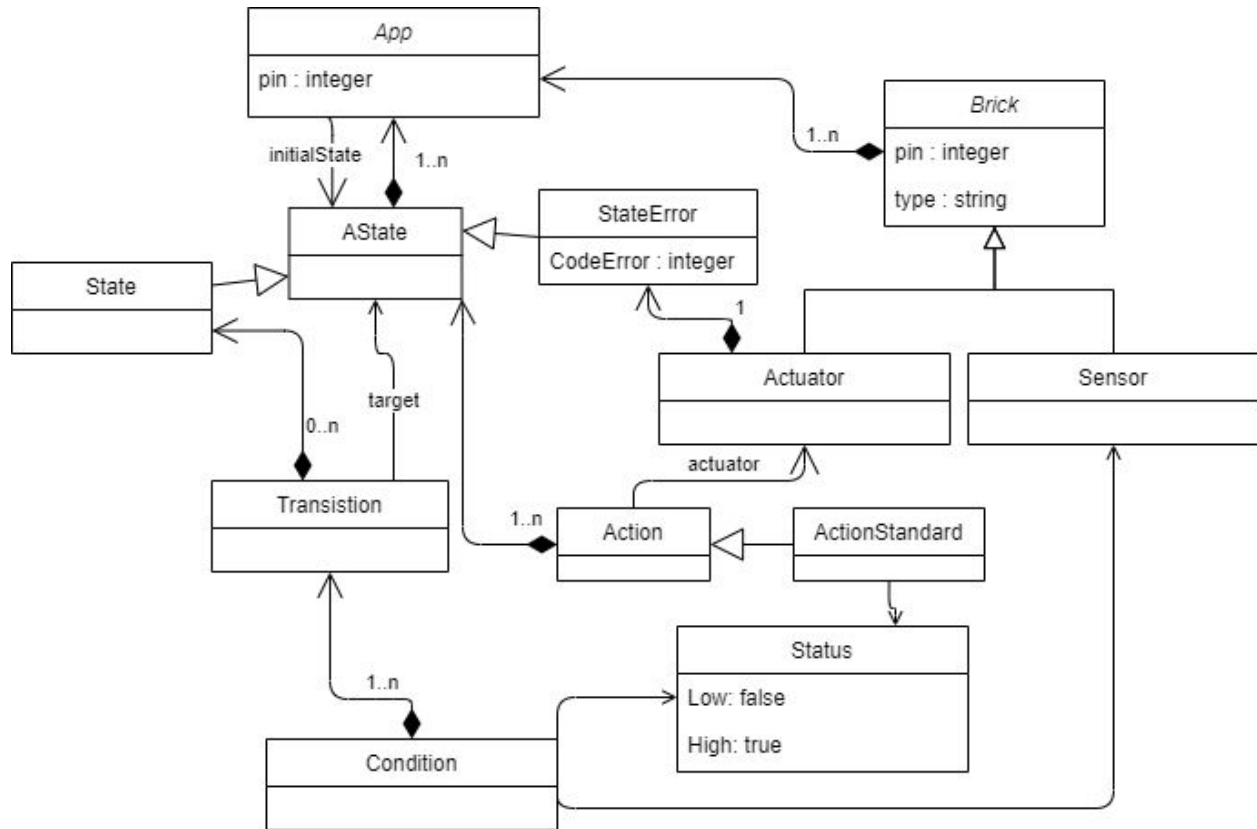 App
pin : integer
Brick
1..n
pin : integer
type : string
initialState
1..n
AState
StateError
CodeError : integer
State
1
Actuator
Sensor
target
0..n
actuator
Transistion
1..n
Action
ActionStandard
Status
Low: false
High: true
1..n
Condition